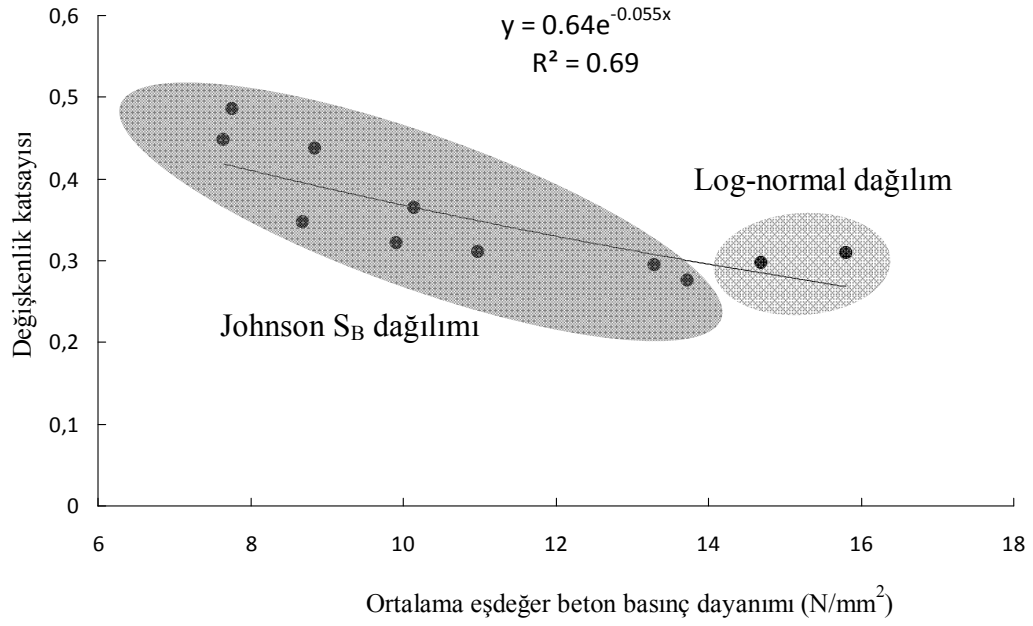 y = 0.64e^-0.055x
R² = 0.69
0,6
0,5
0,4
0,3
0,2
0,1
0
Değişkenlik katsayısı
Log-normal dağılım
Johnson S_B dağılımı
6 8 10 12 14 16 18
Ortalama eşdeğer beton basınç dayanımı (N/mm²)